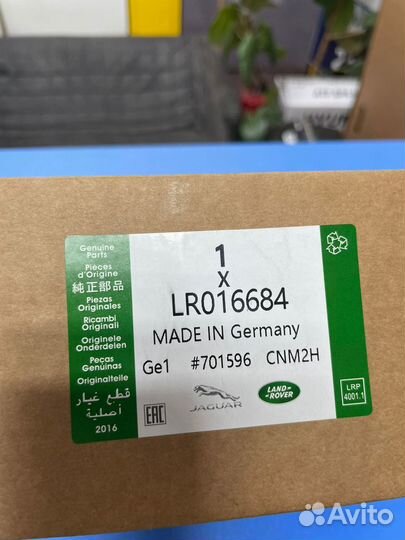 Genuine
Parts
Pièces
d'Origine
純正部品
Piezas
Originales
Ricambi
Originali
Originele
Onderdelen
Peças
Genuinas
Originalteile
قطع غيار
أصلية
2016
1
x
LR016684
MADE IN Germany
Ge1 #701596 CNM2H
EAC
JAGUAR
LAND-
ROVER
LRP
4001.1
Avito